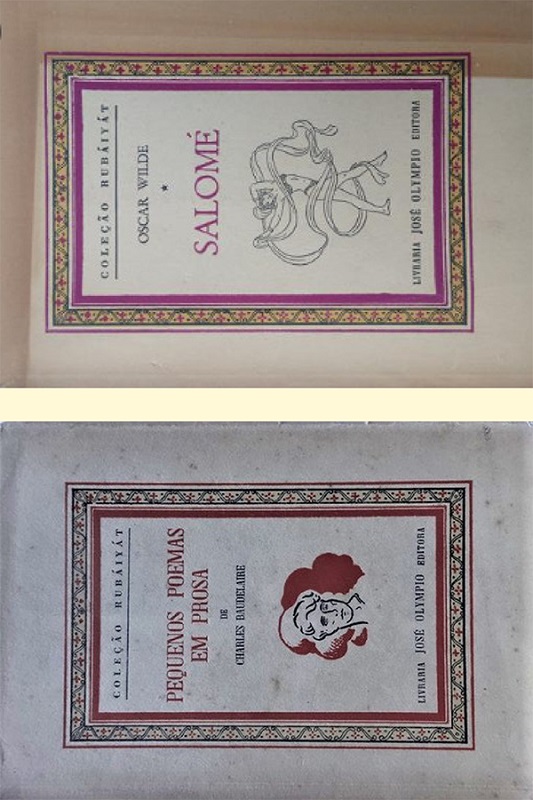 COLEÇÃO RUBÁIYÁT
OSCAR WILDE
★
SALOMÉ
LIVRARIA JOSÉ OLYMPIO EDITORA
COLEÇÃO RUBÁIYÁT
PEQUENOS POEMAS
EM PROSA
DE
CHARLES BAUDELAIRE
LIVRARIA JOSÉ OLYMPIO EDITORA